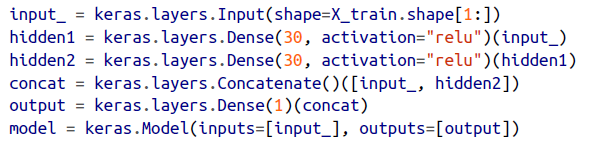 input_ = keras.layers.Input(shape=X_train.shape[1:])
hidden1 = keras.layers.Dense(30, activation="relu")(input_)
hidden2 = keras.layers.Dense(30, activation="relu")(hidden1)
concat = keras.layers.Concatenate()([input_, hidden2])
output = keras.layers.Dense(1)(concat)
model = keras.Model(inputs=[input_], outputs=[output])